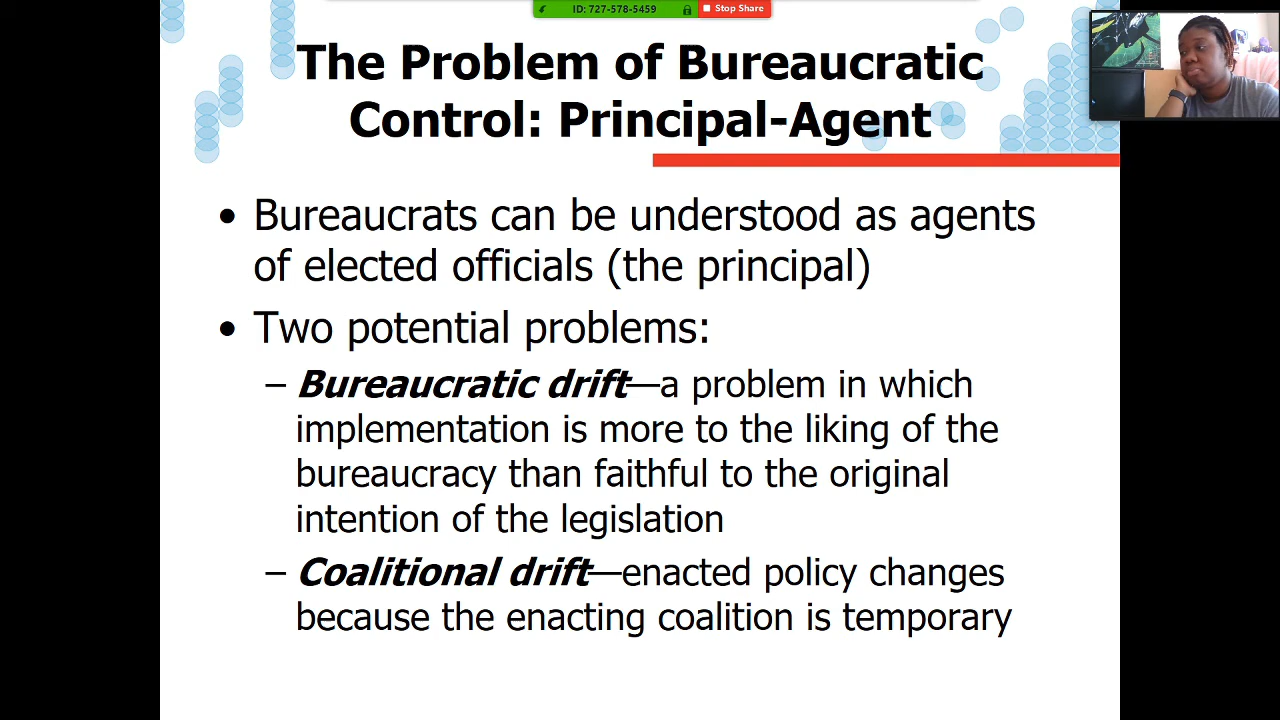 ID: 727-578-5459
Stop Share
The Problem of Bureaucratic
Control: Principal-Agent
• Bureaucrats can be understood as agents
of elected officials (the principal)
• Two potential problems:
– Bureaucratic drift—a problem in which
implementation is more to the liking of the
bureaucracy than faithful to the original
intention of the legislation
– Coalitional drift—enacted policy changes
because the enacting coalition is temporary